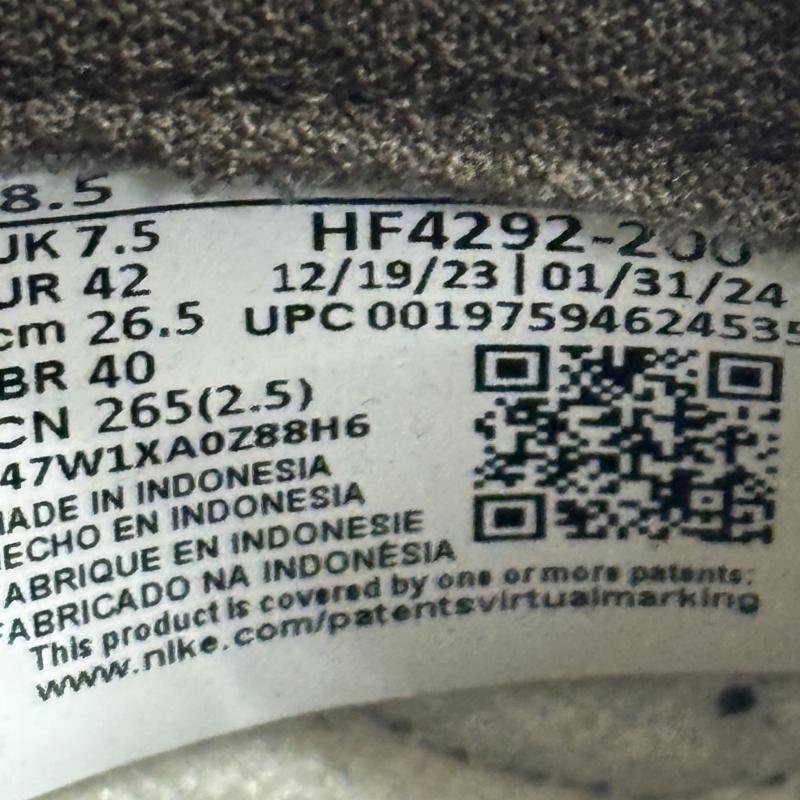 8.5
UK 7.5
UR 42
cm 26.5
BR 40
CN 265(2.5)
47W1XA0Z88H6
HF4292-200
12/19/23 | 01/31/24
UPC 00197594624535
MADE IN INDONESIA
HECHO EN INDONESIA
FABRIQUE EN INDONESIE
FABRICADO NA INDONÉSIA
This product is covered by one or more patents:
www.nike.com/patentsvirtualmarking